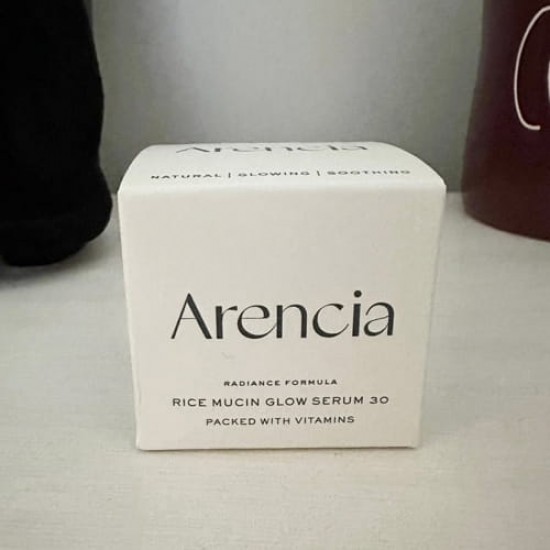 Arencia
NATURAL | GLOWING | SOOTHING
Arencia
RADIANCE FORMULA
RICE MUCIN GLOW SERUM 30
PACKED WITH VITAMINS